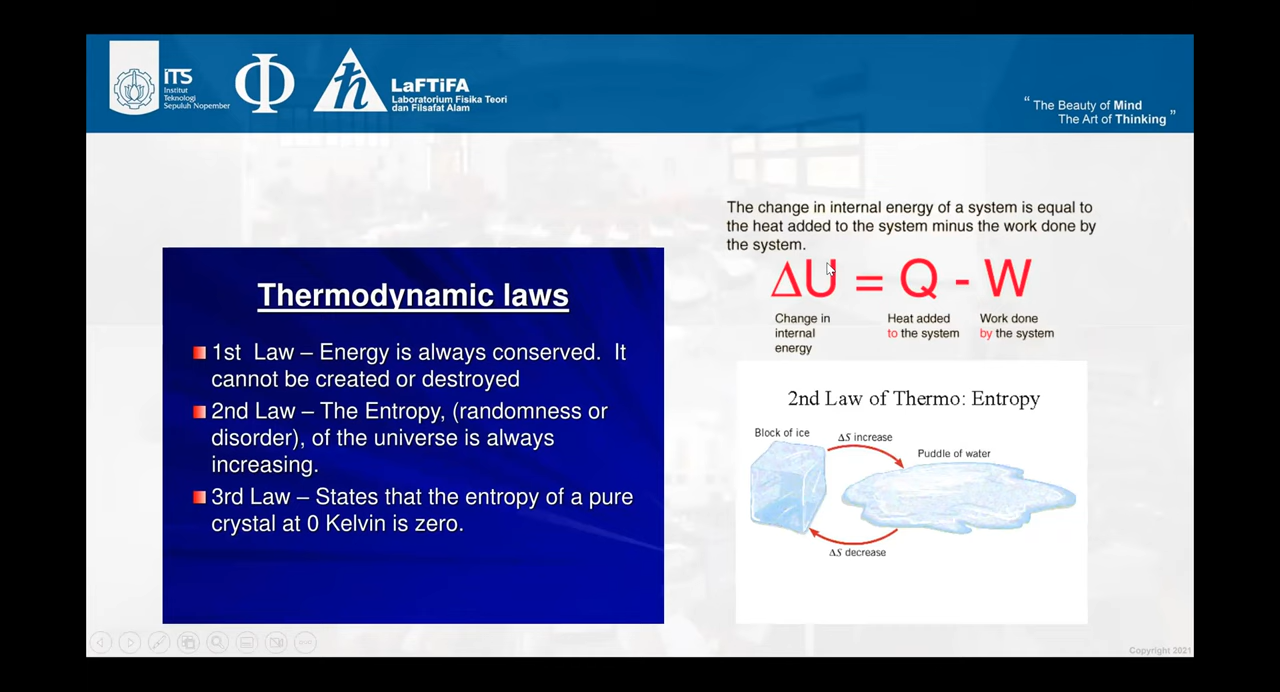 iTS
Institut
Teknologi
Sepuluh Nopember
Φ
ħ
LaFTiFA
Laboratorium Fisika Teori
dan Filsafat Alam
“ The Beauty of Mind
The Art of Thinking ”
Thermodynamic laws
1st Law – Energy is always conserved. It
cannot be created or destroyed
2nd Law – The Entropy, (randomness or
disorder), of the universe is always
increasing.
3rd Law – States that the entropy of a pure
crystal at 0 Kelvin is zero.
The change in internal energy of a system is equal to
the heat added to the system minus the work done by
the system.
ΔU = Q - W
Change in
internal
energy
Heat added
to the system
Work done
by the system
2nd Law of Thermo: Entropy
Block of ice
ΔS increase
Puddle of water
ΔS decrease
Copyright 2021